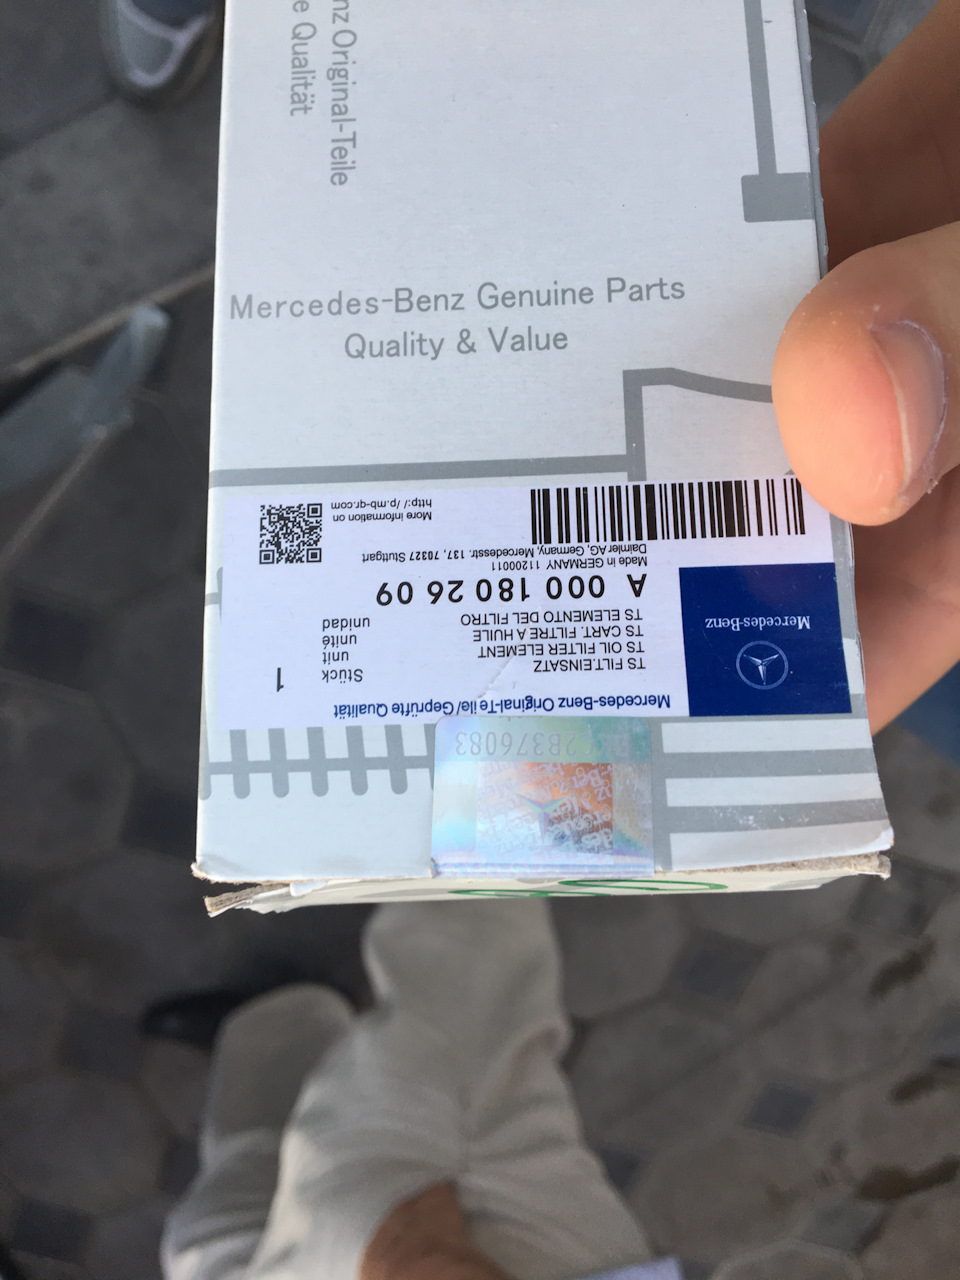 nz Original-Teile
e Qualität
Mercedes-Benz Genuine Parts
Quality & Value
Mercedes-Benz Original-Teile/Geprüfte Qualität
TS FILT.EINSATZ
TS OIL FILTER ELEMENT
TS CART. FILTRE A HUILE
TS ELEMENTO DEL FILTRO
Stück
unit
unité
unidad
1
A 000 180 26 09
Made in GERMANY 11200011
Daimler AG, Germany, Mercedesstr. 137, 70327 Stuttgart
More information on
http://p.mb-qr.com
Mercedes-Benz
2B376083